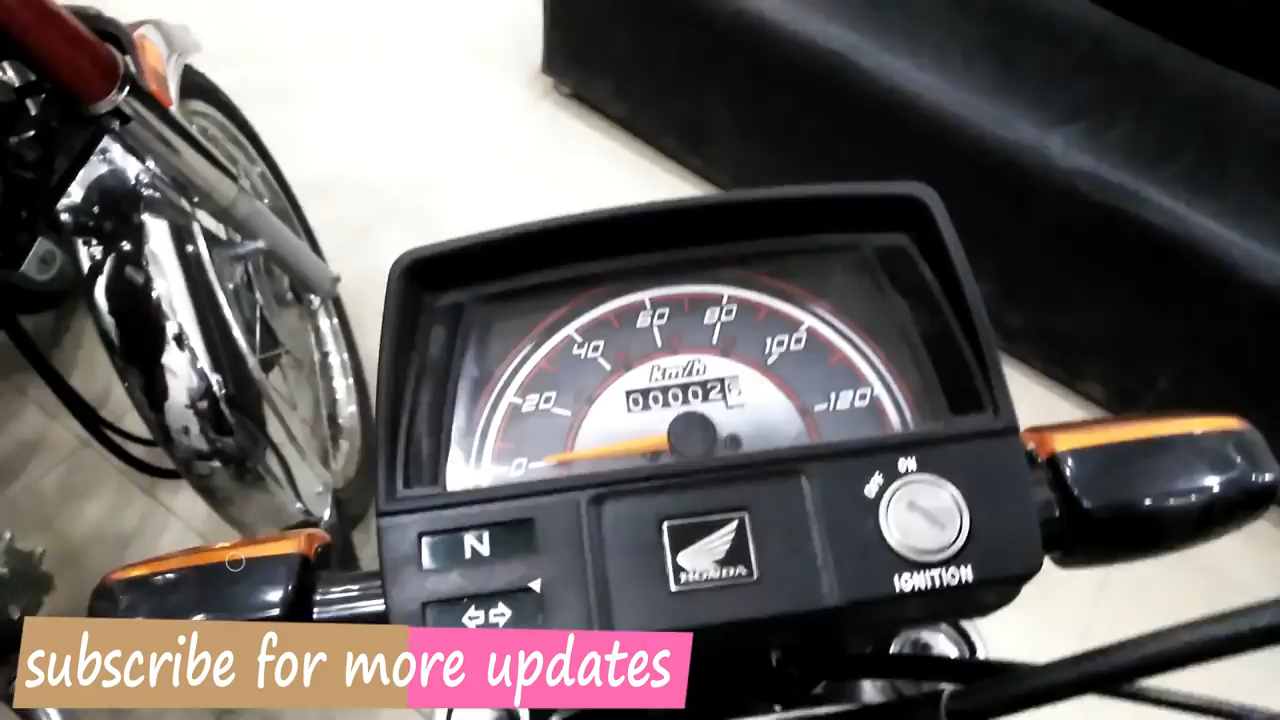 60 80
40 100
km/h
20 00002 120
0
ON
OFF
N
HONDA
IGNITION
subscribe for more updates